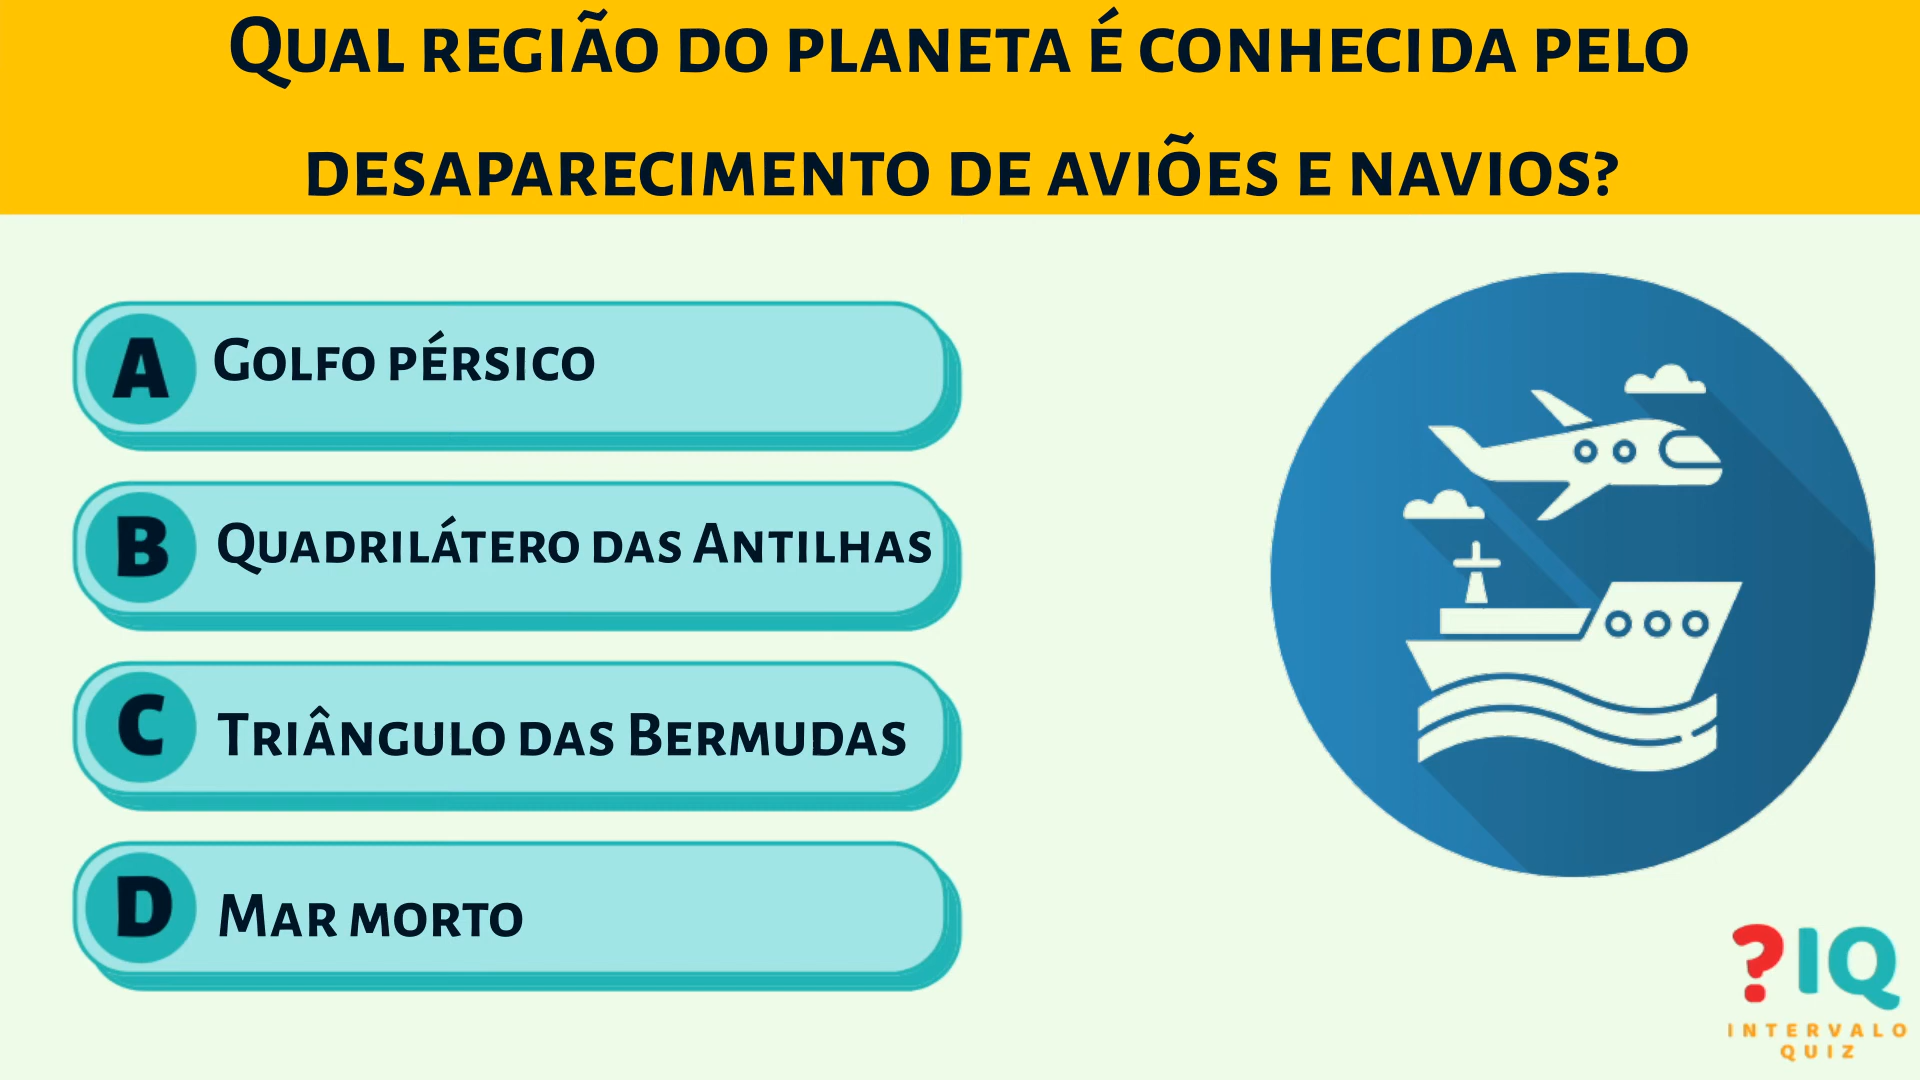 Qual região do planeta é conhecida pelo
desaparecimento de aviões e navios?
A Golfo pérsico
B Quadrilátero das Antilhas
C Triângulo das Bermudas
D Mar morto
?IQ
INTERVALO
QUIZ